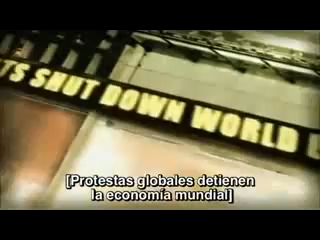 TS SHUT DOWN WORLD
[Protestas globales detienen
la economía mundial]